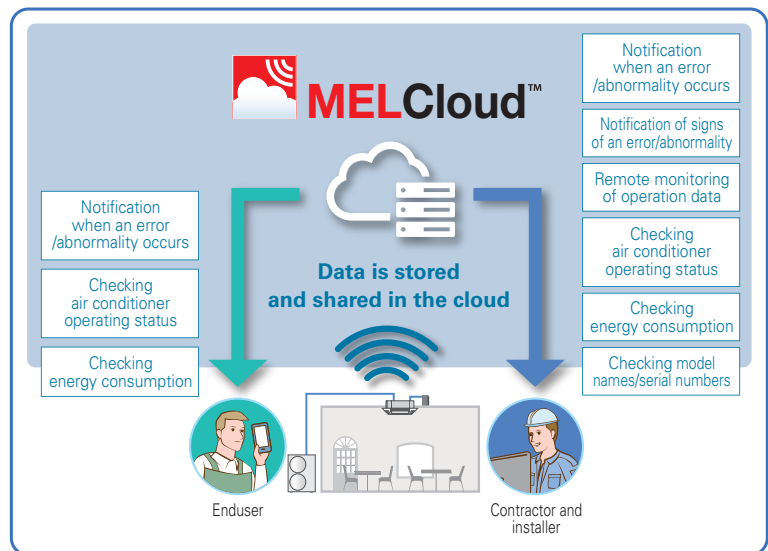 MELCloud™
Notification
when an error
/abnormality occurs
Checking
air conditioner
operating status
Checking
energy consumption
Data is stored
and shared in the cloud
Notification
when an error
/abnormality occurs
Notification of signs
of an error/abnormality
Remote monitoring
of operation data
Checking
air conditioner
operating status
Checking
energy consumption
Checking model
names/serial numbers
Enduser
Contractor and
installer